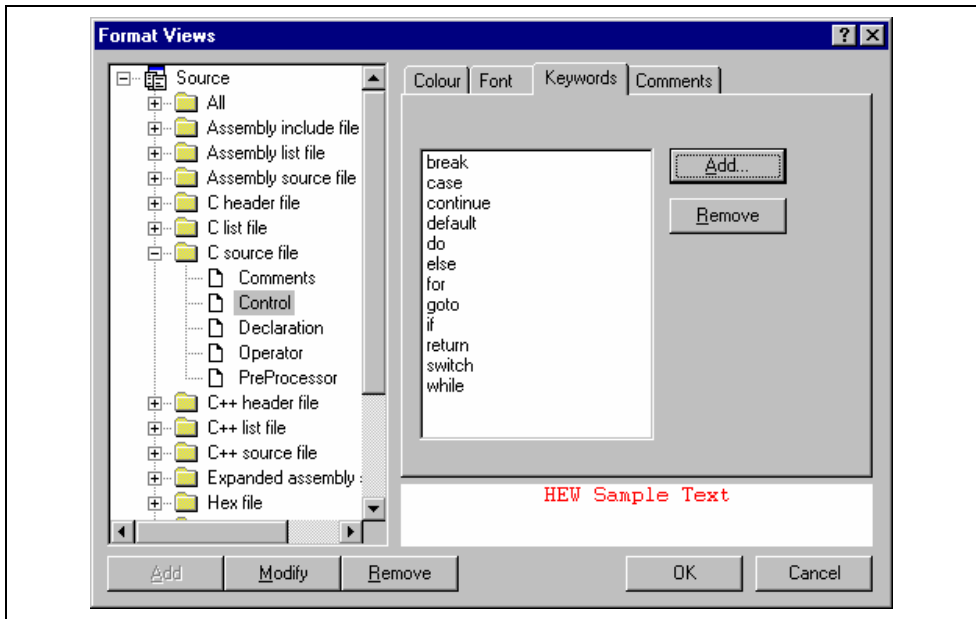 Format Views
Source
All
Assembly include file
Assembly list file
Assembly source file
C header file
C list file
C source file
Comments
Control
Declaration
Operator
PreProcessor
C++ header file
C++ list file
C++ source file
Expanded assembly
Hex file
Colour
Font
Keywords
Comments
break
case
continue
default
do
else
for
goto
if
return
switch
while
Add...
Remove
HEW Sample Text
Add
Modify
Remove
OK
Cancel